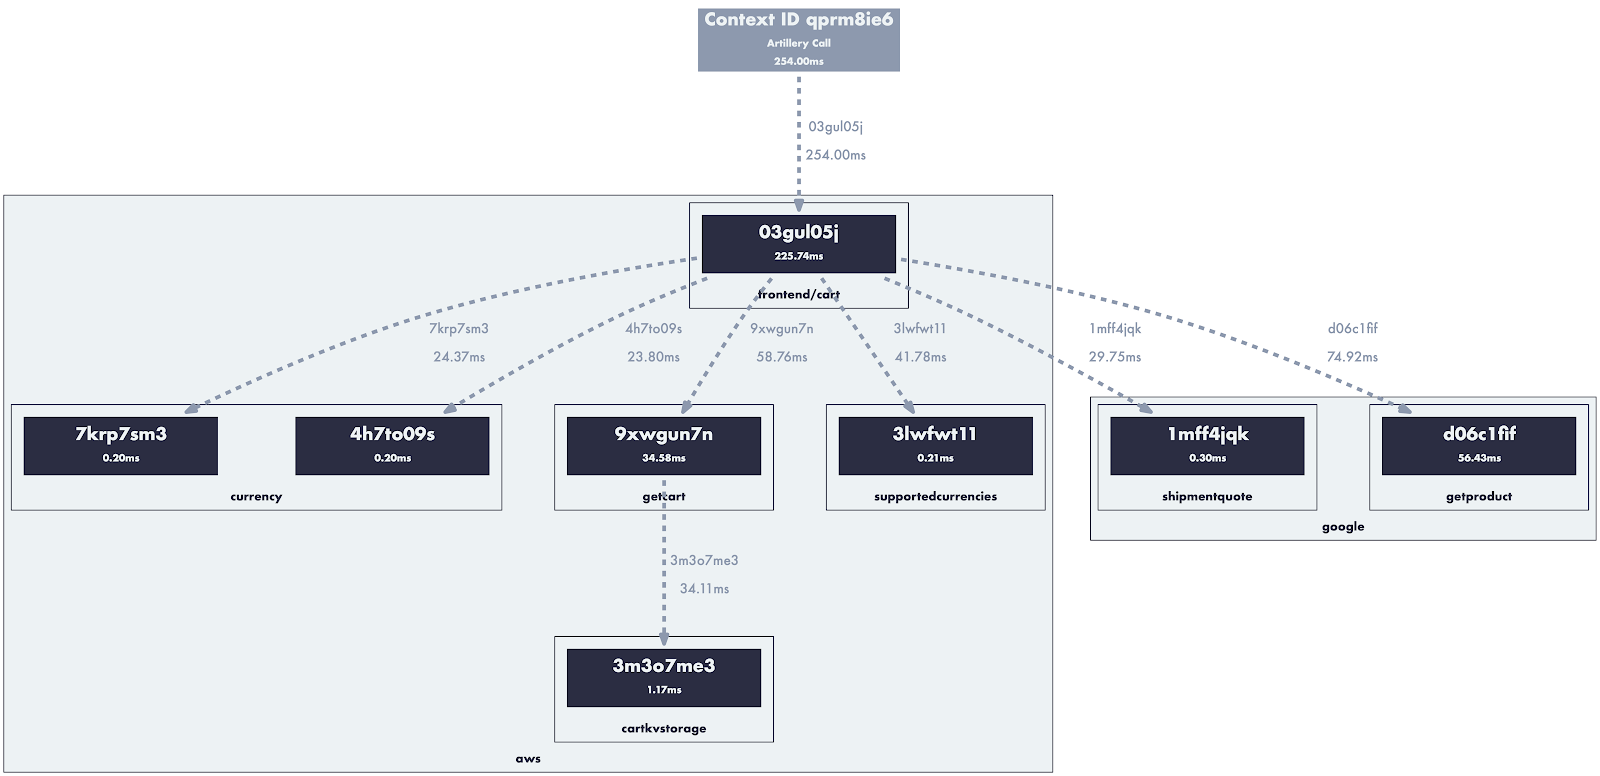 Context ID qprm8ie6
Artillery Call
254.00ms
03gul05j
254.00ms
03gul05j
225.74ms
frontend/cart
7krp7sm3
24.37ms
4h7to09s
23.80ms
9xwgun7n
58.76ms
3lwfwt11
41.78ms
1mff4jqk
29.75ms
d06c1fif
74.92ms
7krp7sm3
0.20ms
4h7to09s
0.20ms
currency
9xwgun7n
34.58ms
getcart
3lwfwt11
0.21ms
supportedcurrencies
1mff4jqk
0.30ms
shipmentquote
d06c1fif
56.43ms
getproduct
google
3m3o7me3
34.11ms
3m3o7me3
1.17ms
cartkvstorage
aws